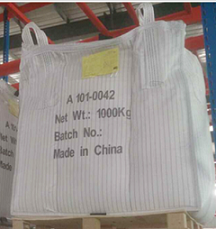 A 101-0042
Net Wt.: 1000Kg
Batch No.:
Made in China